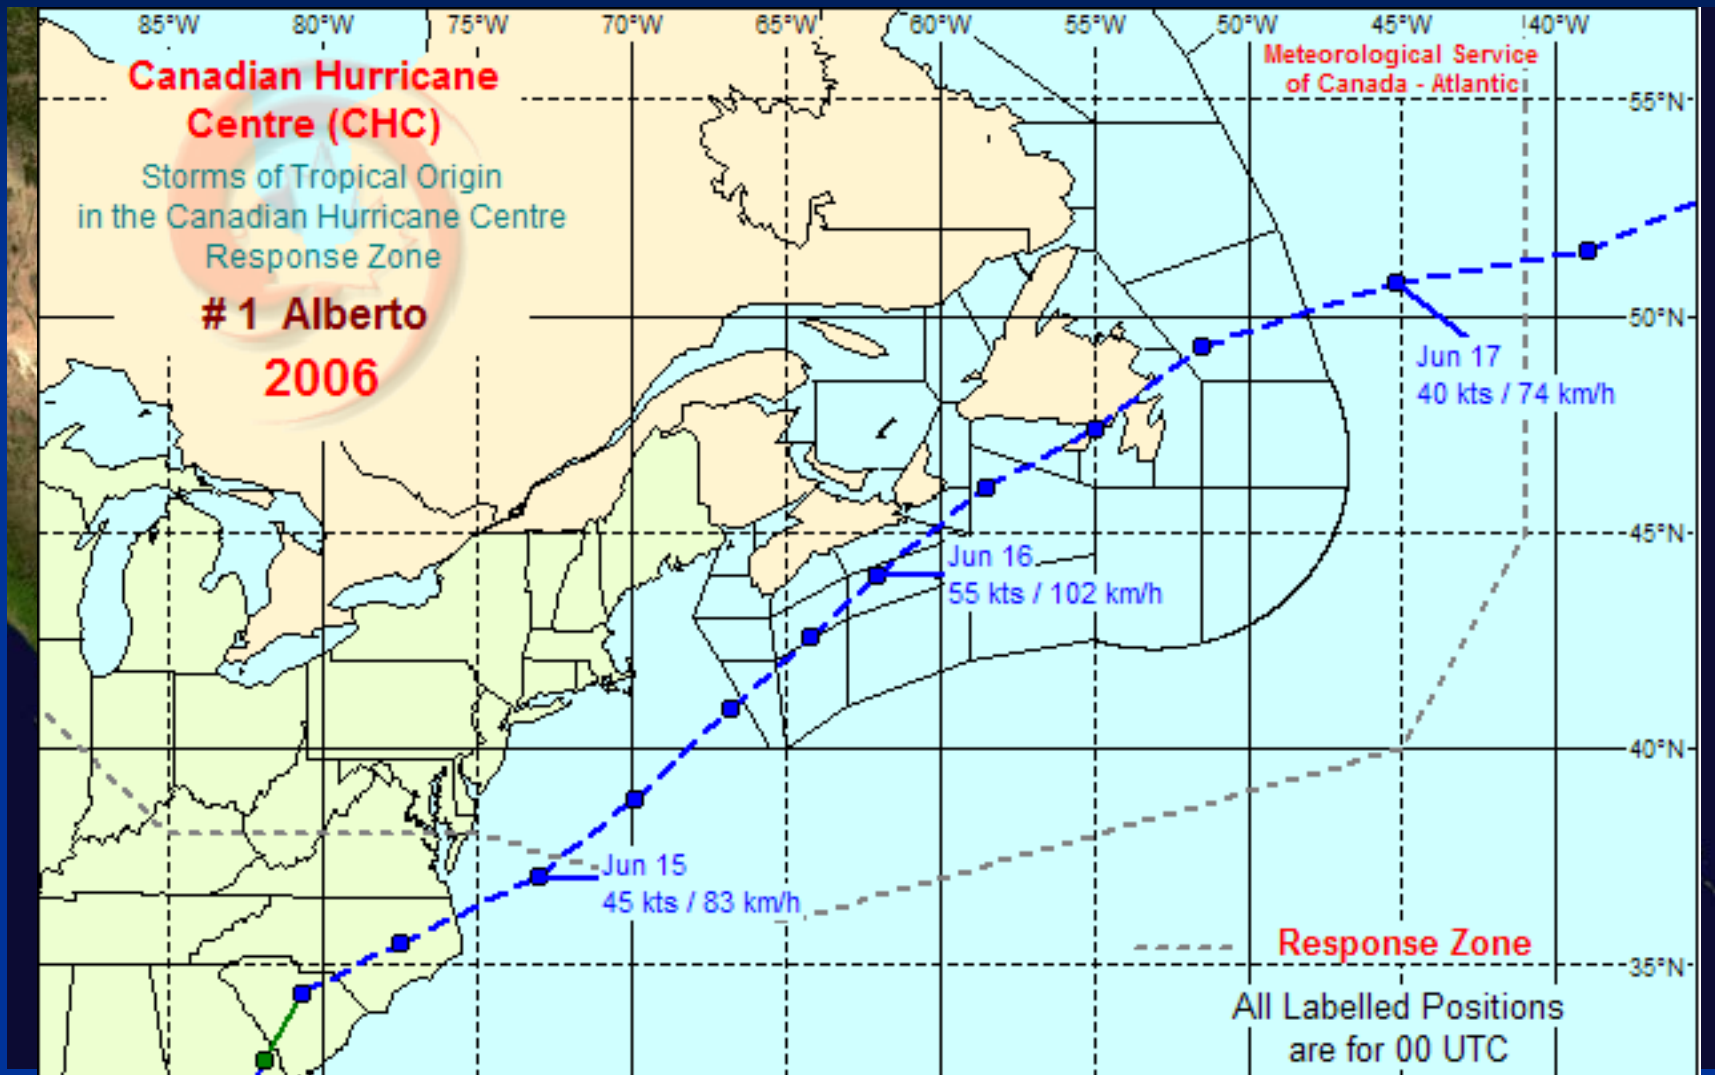 85°W 80°W 75°W 70°W 65°W 60°W 55°W 50°W 45°W 40°W
Canadian Hurricane
Centre (CHC)
Storms of Tropical Origin
in the Canadian Hurricane Centre
Response Zone
# 1 Alberto
2006
Meteorological Service
of Canada - Atlantic
55°N
50°N
Jun 17
40 kts / 74 km/h
45°N
Jun 16
55 kts / 102 km/h
40°N
Jun 15
45 kts / 83 km/h
Response Zone
35°N
All Labelled Positions
are for 00 UTC